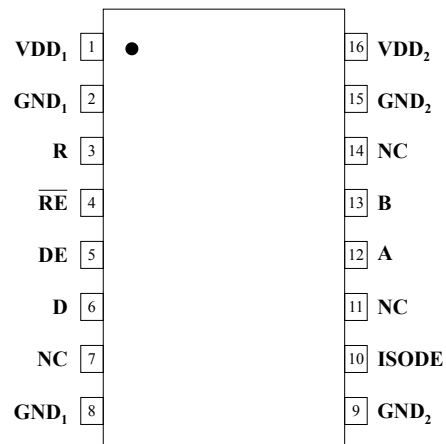 VDD₁ 1 16 VDD₂
GND₁ 2 15 GND₂
R 3 14 NC
R̅E̅ 4 13 B
DE 5 12 A
D 6 11 NC
NC 7 10 ISODE
GND₁ 8 9 GND₂